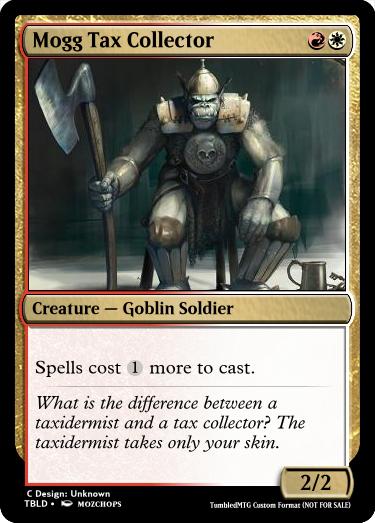 Mogg Tax Collector
Creature — Goblin Soldier
Spells cost 1 more to cast.
What is the difference between a
taxidermist and a tax collector? The
taxidermist takes only your skin.
2/2
C Design: Unknown
TBLD • MOZCHOPS
TumbledMTG Custom Format (NOT FOR SALE)